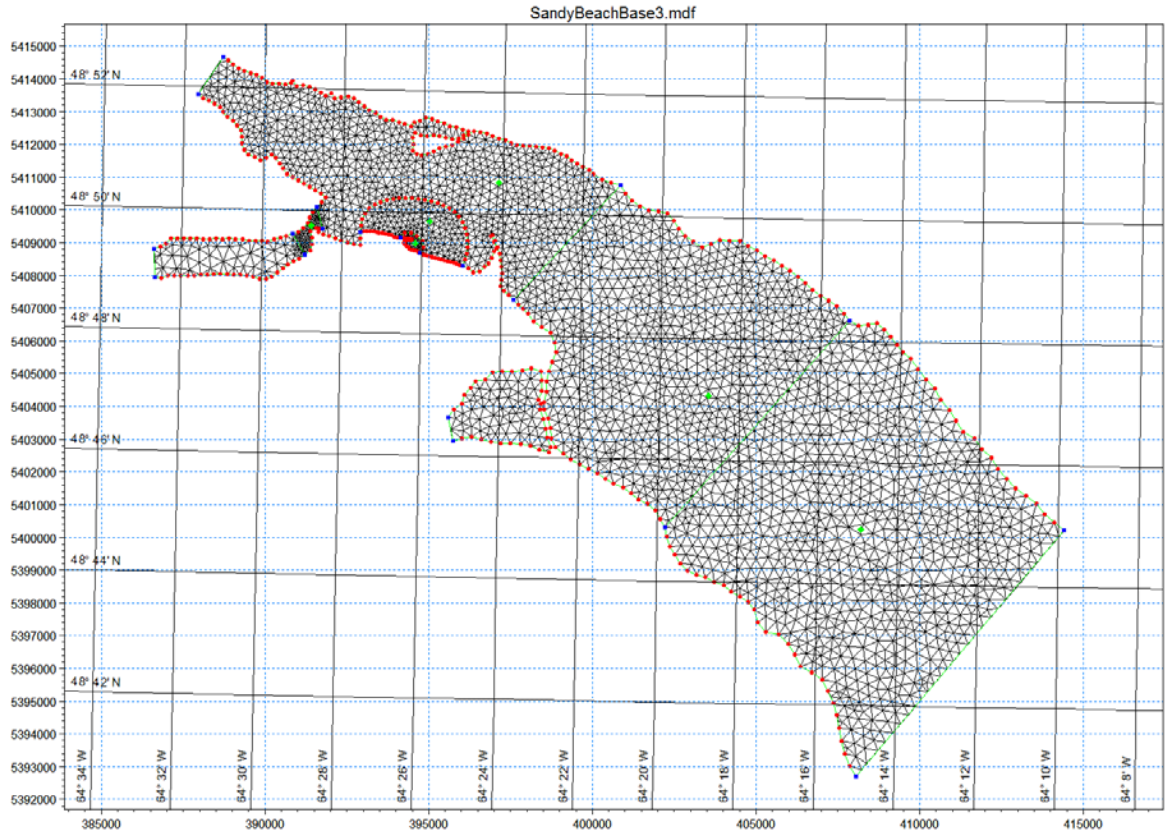 SandyBeachBase3.mdf
5415000
5414000
48° 52' N
5413000
5412000
5411000
48° 50' N
5410000
5409000
5408000
5407000
48° 48' N
5406000
5405000
5404000
5403000
48° 46' N
5402000
5401000
5400000
48° 44' N
5399000
5398000
5397000
5396000
48° 42' N
5395000
5394000
5393000
5392000
64° 34' W
64° 32' W
64° 30' W
64° 28' W
64° 26' W
64° 24' W
64° 22' W
64° 20' W
64° 18' W
64° 16' W
64° 14' W
64° 12' W
64° 10' W
64° 8' W
385000 390000 395000 400000 405000 410000 415000